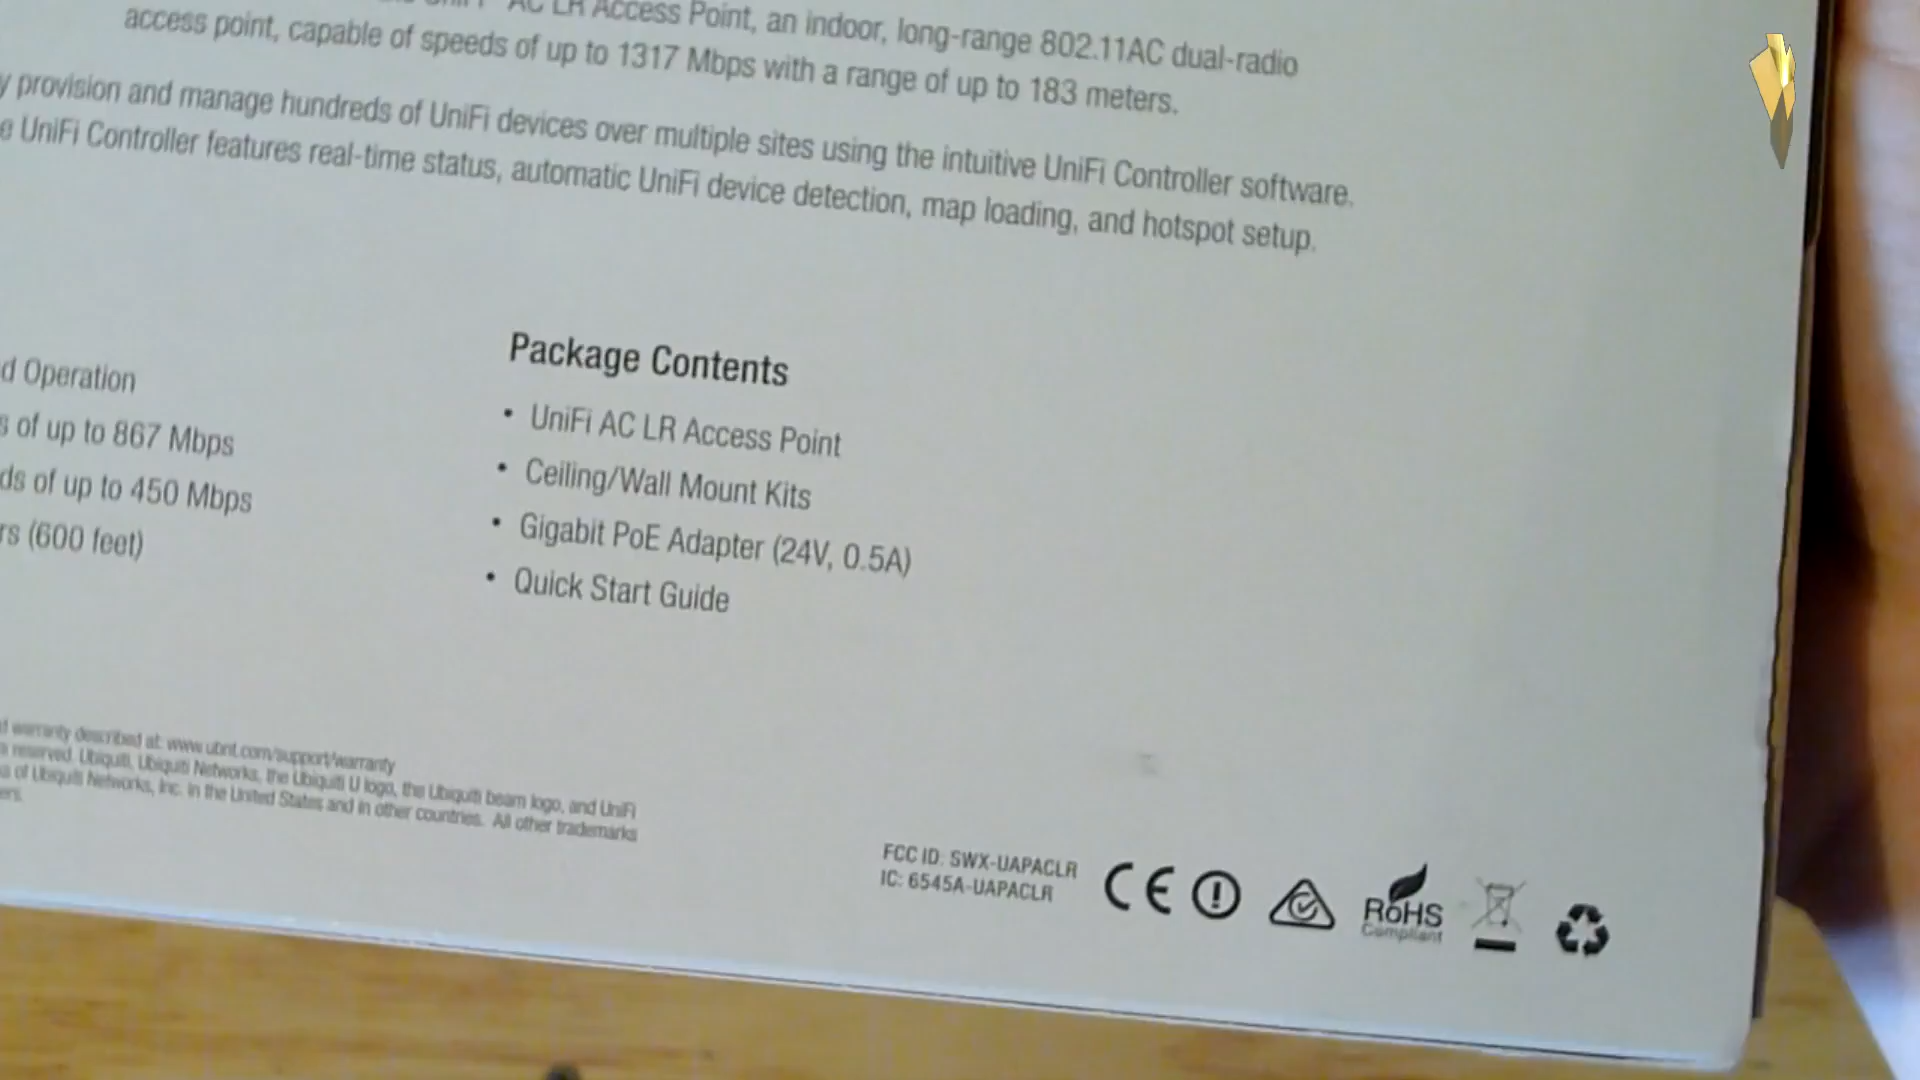 AC LR Access Point, an indoor, long-range 802.11AC dual-radio
access point, capable of speeds of up to 1317 Mbps with a range of up to 183 meters.
y provision and manage hundreds of UniFi devices over multiple sites using the intuitive UniFi Controller software.
e UniFi Controller features real-time status, automatic UniFi device detection, map loading, and hotspot setup.
d Operation
s of up to 867 Mbps
ds of up to 450 Mbps
rs (600 feet)
Package Contents
• UniFi AC LR Access Point
• Ceiling/Wall Mount Kits
• Gigabit PoE Adapter (24V, 0.5A)
• Quick Start Guide
warranty described at: www.ubnt.com/support/warranty
reserved. Ubiquiti, Ubiquiti Networks, the Ubiquiti U logo, the Ubiquiti beam logo, and UniFi
of Ubiquiti Networks, Inc. in the United States and in other countries. All other trademarks
ers.
FCC ID: SWX-UAPACLR
IC: 6545A-UAPACLR
CE
RoHS
Compliant